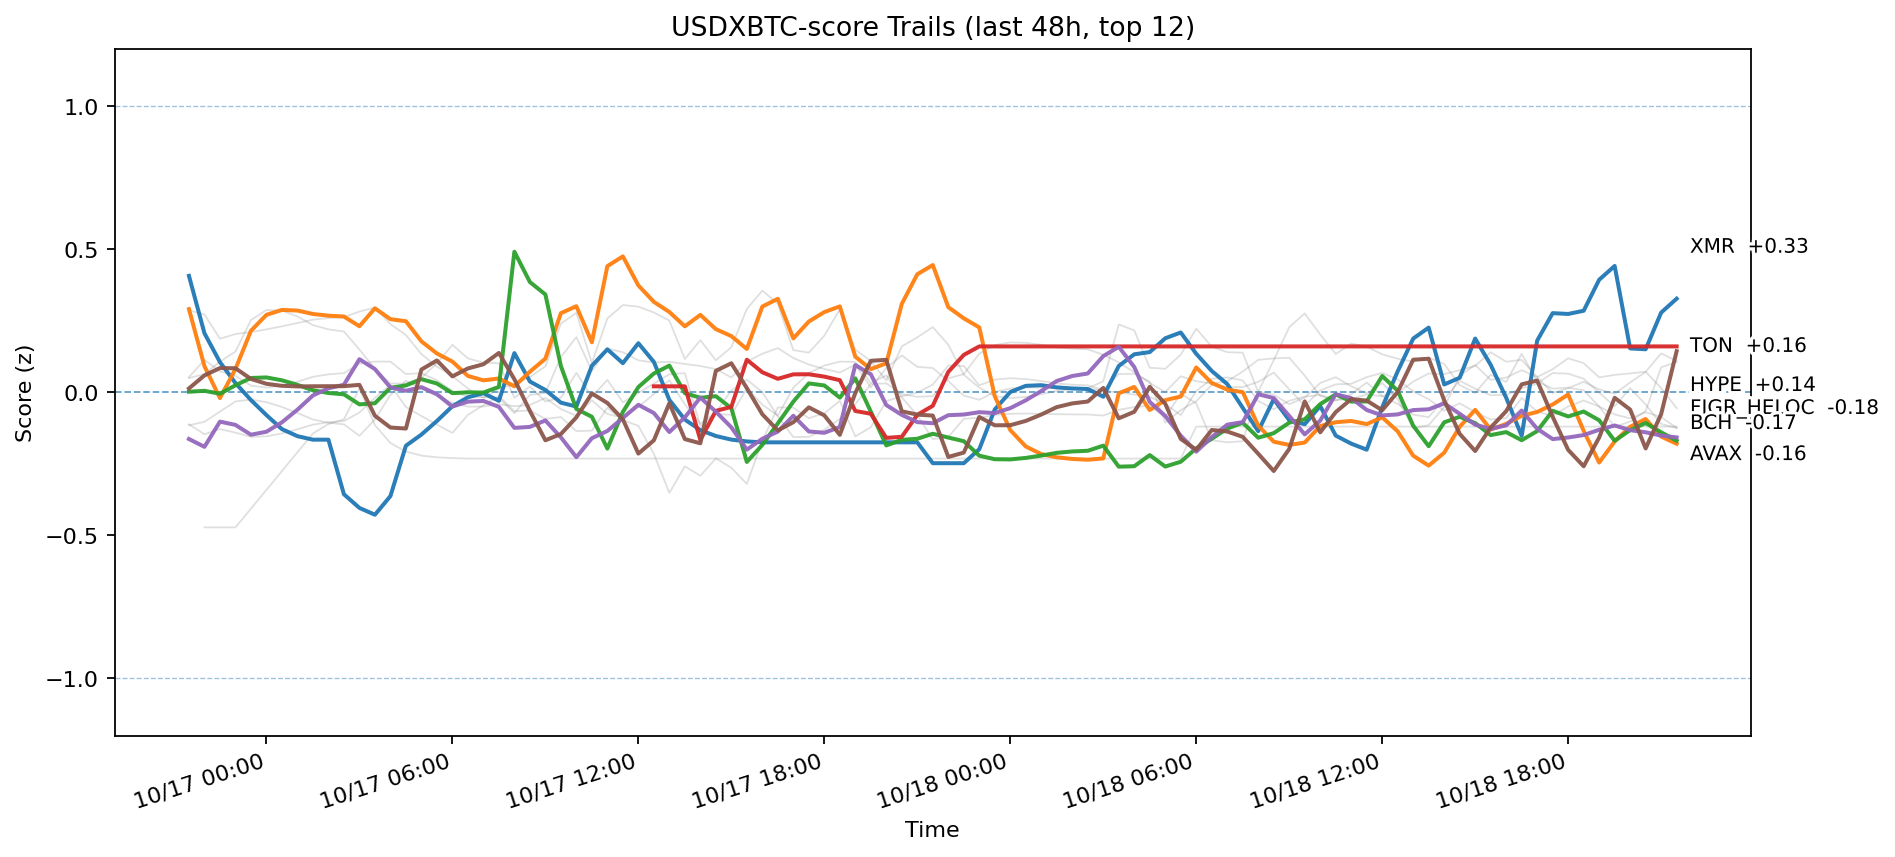 USDXBTC-score Trails (last 48h, top 12)
Score (z)
1.0
0.5
0.0
−0.5
−1.0
XMR +0.33
TON +0.16
HYPE +0.14
FIGR_HELOC -0.18
BCH -0.17
AVAX -0.16
10/17 00:00
10/17 06:00
10/17 12:00
10/17 18:00
10/18 00:00
10/18 06:00
10/18 12:00
10/18 18:00
Time